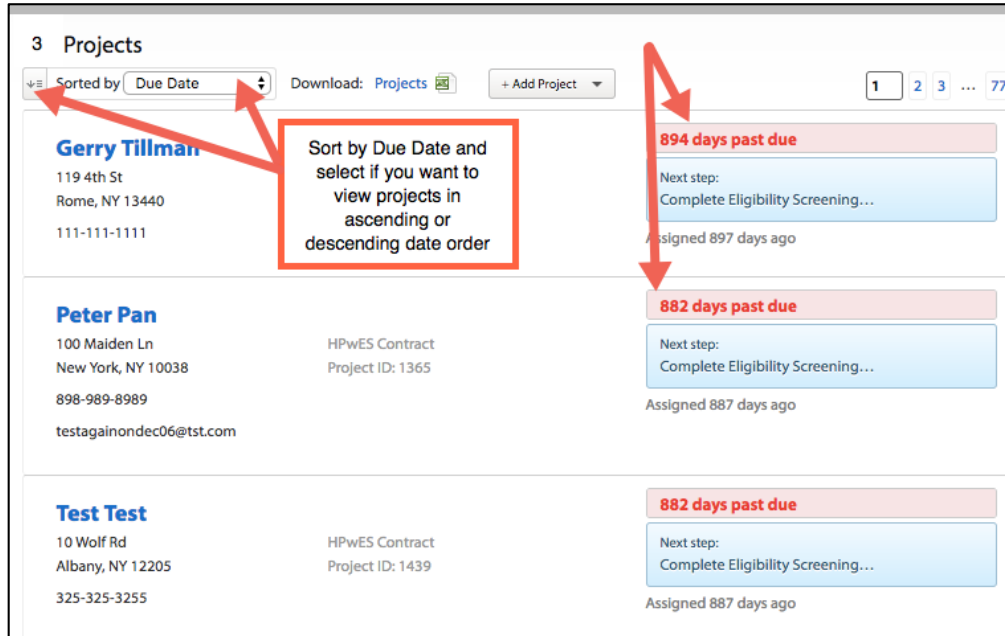 3 Projects
Sorted by Due Date Download: Projects + Add Project 1 2 3 ... 77
Gerry Tillman
119 4th St
Rome, NY 13440
111-111-1111
Sort by Due Date and
select if you want to
view projects in
ascending or
descending date order
894 days past due
Next step:
Complete Eligibility Screening...
Assigned 897 days ago
Peter Pan
100 Maiden Ln
New York, NY 10038
898-989-8989
testagainondec06@tst.com
HPwES Contract
Project ID: 1365
882 days past due
Next step:
Complete Eligibility Screening...
Assigned 887 days ago
Test Test
10 Wolf Rd
Albany, NY 12205
325-325-3255
HPwES Contract
Project ID: 1439
882 days past due
Next step:
Complete Eligibility Screening...
Assigned 887 days ago